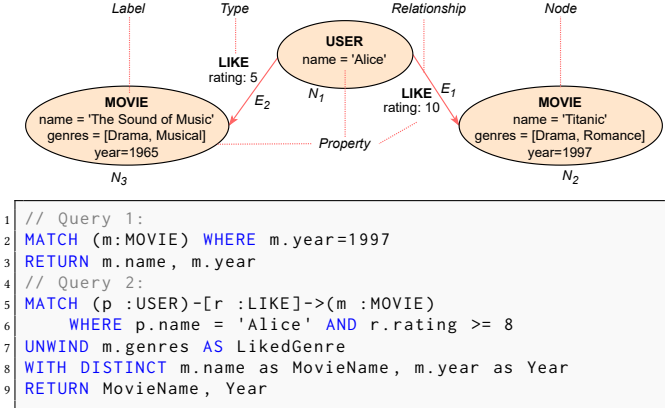 Label Type Relationship Node
USER
name = 'Alice'
LIKE
rating: 5
LIKE
rating: 10
E2
E1
N1
MOVIE
name = 'The Sound of Music'
genres = [Drama, Musical]
year=1965
MOVIE
name = 'Titanic'
genres = [Drama, Romance]
year=1997
Property
N3
N2
1 // Query 1:
2 MATCH (m:MOVIE) WHERE m.year=1997
3 RETURN m.name, m.year
4 // Query 2:
5 MATCH (p :USER)-[r :LIKE]->(m :MOVIE)
6 WHERE p.name = 'Alice' AND r.rating >= 8
7 UNWIND m.genres AS LikedGenre
8 WITH DISTINCT m.name as MovieName, m.year as Year
9 RETURN MovieName, Year